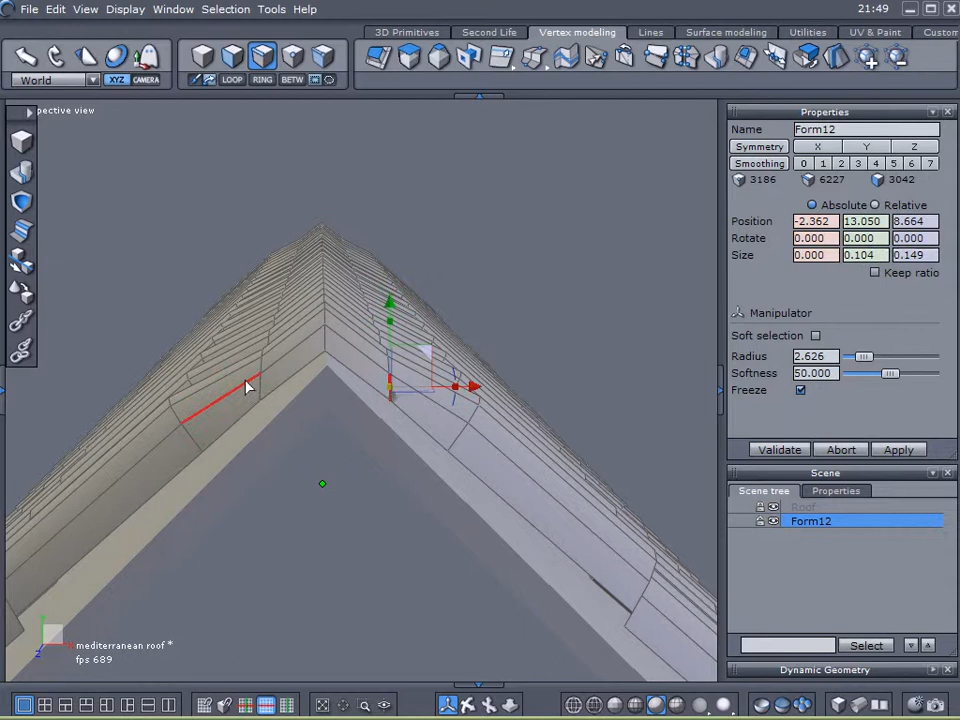 File Edit Display Window Selection Tools Help
21:49
3D Primitives Second Life Vertex modeling Lines Surface modeling Utilities UV & Paint Custom
World XYZ CAMERA
LOOP RING BETW
pective view
Properties
Name Form12
Symmetry X Y Z
Smoothing 0 1 2 3 4 5 6 7
3186 6227 3042
Absolute Relative
Position -2.362 13.050 8.664
Rotate 0.000 0.000 0.000
Size 0.000 0.104 0.149
Keep ratio
Manipulator
Soft selection
Radius 2.626
Softness 50.000
Freeze
Validate Abort Apply
Scene
Scene tree Properties
Roof
Form12
Select
Dynamic Geometry
z
mediterranean roof *
fps 689